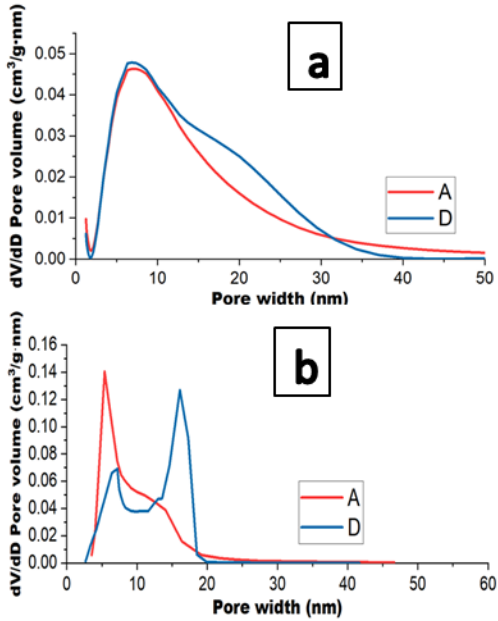 dV/dD Pore volume (cm³/g·nm)
0.05
0.04
0.03
0.02
0.01
0.00
a
A
D
0 10 20 30 40 50
Pore width (nm)
dV/dD Pore volume (cm³/g·nm)
0.16
0.14
0.12
0.10
0.08
0.06
0.04
0.02
0.00
b
A
D
0 10 20 30 40 50 60
Pore width (nm)